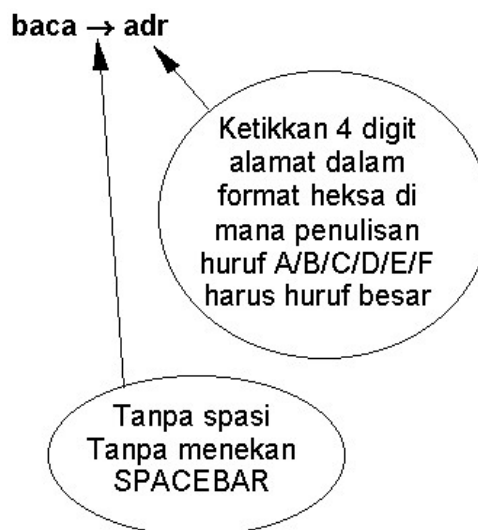 baca → adr
Ketikkan 4 digit
alamat dalam
format heksa di
mana penulisan
huruf A/B/C/D/E/F
harus huruf besar
Tanpa spasi
Tanpa menekan
SPACEBAR